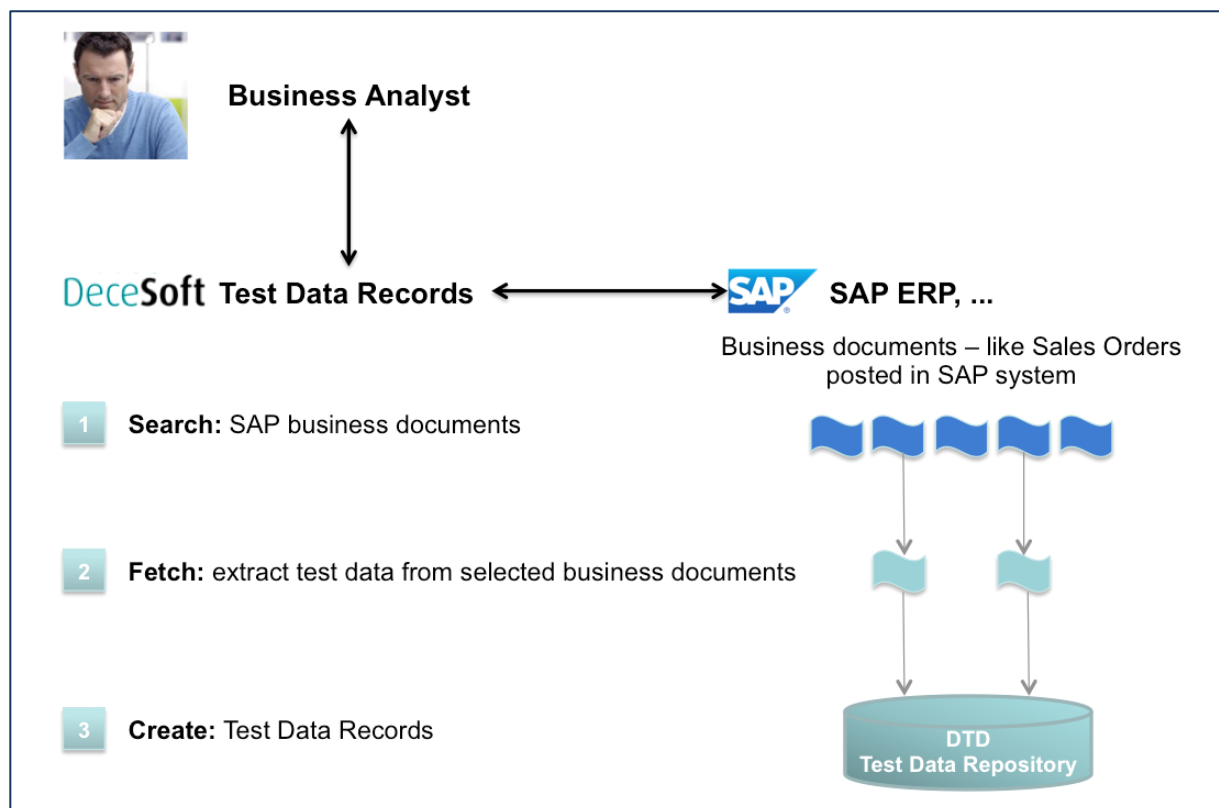 Business Analyst
DeceSoft Test Data Records
SAP® SAP ERP, ...
Business documents – like Sales Orders
posted in SAP system
1 Search: SAP business documents
2 Fetch: extract test data from selected business documents
3 Create: Test Data Records
DTD
Test Data Repository